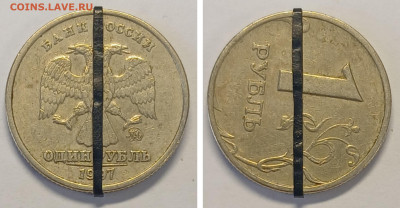 COINS.LAVE.RU
БАНК РОССИИ
ОДИН РУБЛЬ
1997
1
РУБЛЬ